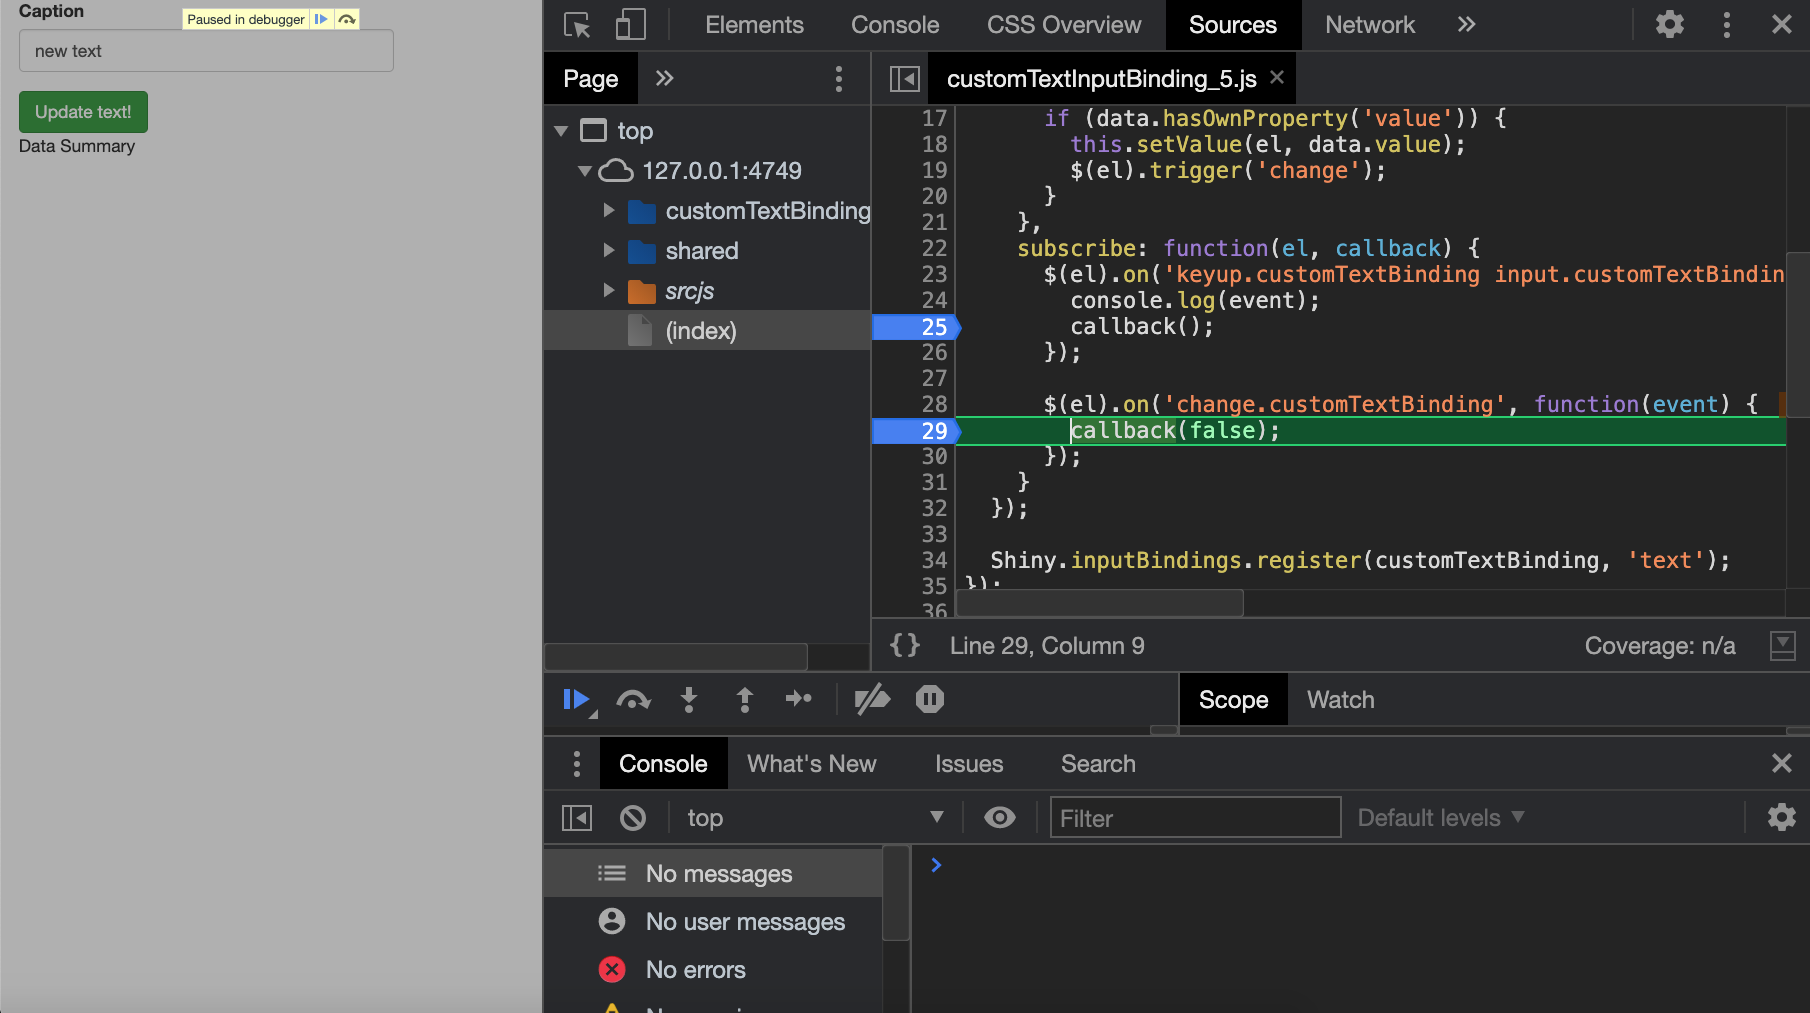 Caption
Paused in debugger
new text
Update text!
Data Summary
Elements Console CSS Overview Sources Network
Page
customTextInputBinding_5.js
top
127.0.0.1:4749
customTextBinding
shared
srcjs
(index)
17 if (data.hasOwnProperty('value')) {
18 this.setValue(el, data.value);
19 $(el).trigger('change');
20 }
21 },
22 subscribe: function(el, callback) {
23 $(el).on('keyup.customTextBinding input.customTextBindin
24 console.log(event);
25 callback();
26 });
27
28 $(el).on('change.customTextBinding', function(event) {
29 callback(false);
30 });
31 }
32 });
33
34 Shiny.inputBindings.register(customTextBinding, 'text');
35 });
36
{} Line 29, Column 9 Coverage: n/a
Scope Watch
Console What's New Issues Search
top Filter Default levels
No messages
No user messages
No errors